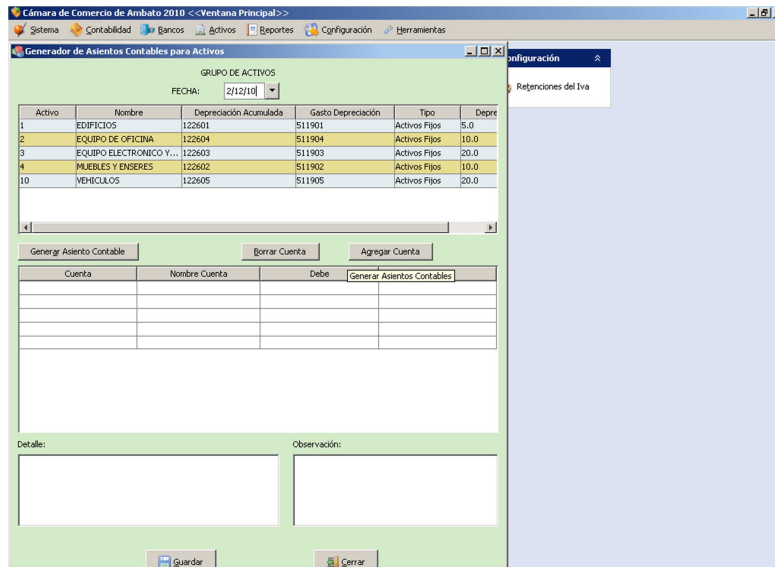 Cámara de Comercio de Ambato 2010 <<Ventana Principal>>
Sistema Contabilidad Bancos Activos Reportes Configuración Herramientas
Generador de Asientos Contables para Activos
onfiguración
Retenciones del Iva
GRUPO DE ACTIVOS
FECHA: 2/12/10
Activo Nombre Depreciación Acumulada Gasto Depreciación Tipo Depre
1 EDIFICIOS 122601 511901 Activos Fijos 5.0
2 EQUIPO DE OFICINA 122604 511904 Activos Fijos 10.0
3 EQUIPO ELECTRONICO Y... 122603 511903 Activos Fijos 20.0
4 MUEBLES Y ENSERES 122602 511902 Activos Fijos 10.0
10 VEHICULOS 122605 511905 Activos Fijos 20.0
Generar Asiento Contable Borrar Cuenta Agregar Cuenta
Cuenta Nombre Cuenta Debe
Generar Asientos Contables
Detalle: Observación:
Guardar Cerrar